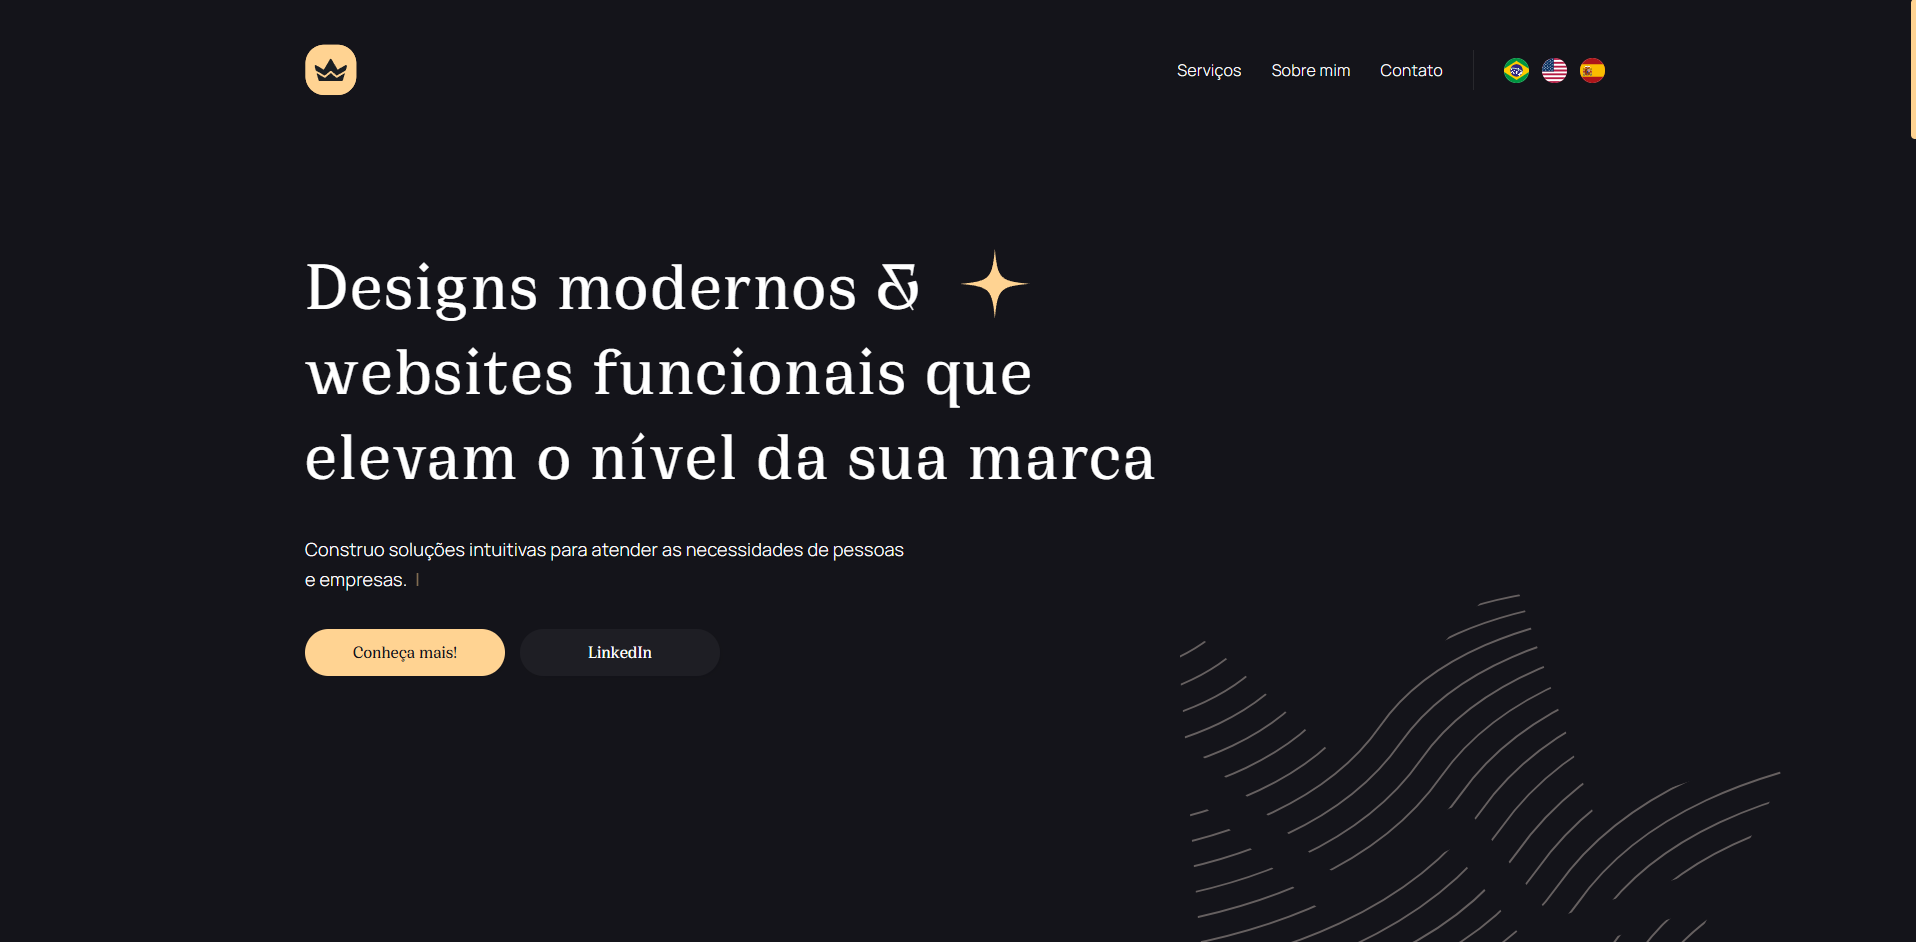 Serviços Sobre mim Contato
Designs modernos &
websites funcionais que
elevam o nível da sua marca
Construo soluções intuitivas para atender as necessidades de pessoas
e empresas. |
Conheça mais! LinkedIn